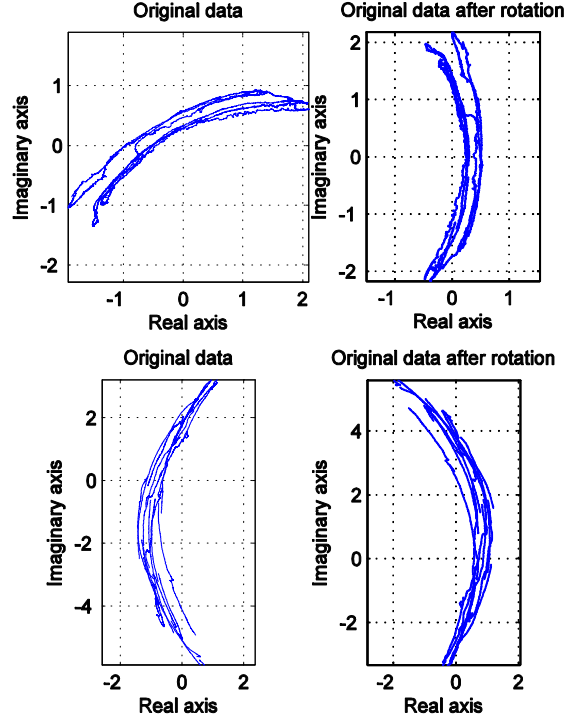 Original data
Original data after rotation
Imaginary axis
1
0
-1
-2
-1
0
1
2
Real axis
Imaginary axis
2
1
0
-1
-2
-1
0
1
Real axis
Original data
Original data after rotation
Imaginary axis
2
0
-2
-4
-2
0
2
Real axis
Imaginary axis
4
2
0
-2
-2
0
2
Real axis